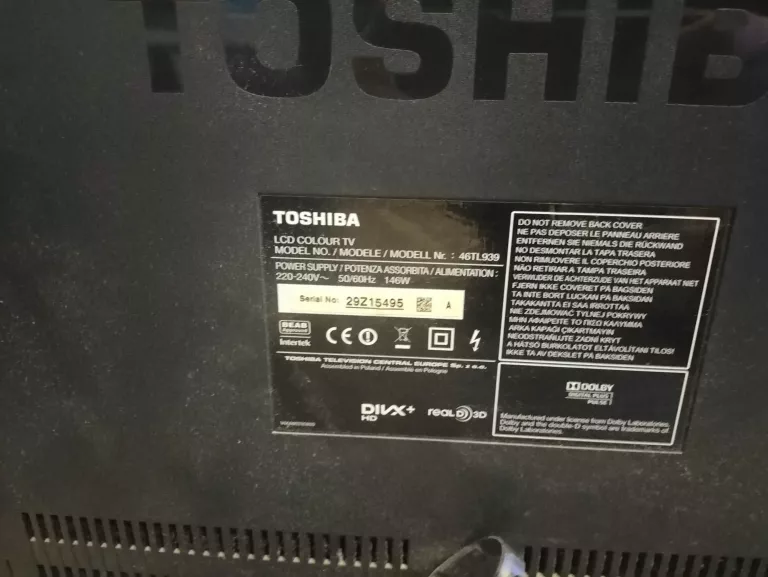 TOSHIB
TOSHIBA
LCD COLOUR TV
MODEL NO. / MODELE / MODELL Nr. : 46TL939
POWER SUPPLY / POTENZA ASSORBITA / ALIMENTATION :
220-240V~ 50/60Hz 146W
Serial No: 29Z15495 A
BEAB
Approved
Intertek
CE
TOSHIBA TELEVISION CENTRAL EUROPE Sp. z o.o.
Assembled in Poland / Assemblé en Pologne
DIVX+
HD
REAL D 3D
DO NOT REMOVE BACK COVER
NE PAS DEPOSER LE PANNEAU ARRIERE
ENTFERNEN SIE NIEMALS DIE RÜCKWAND
NO DESMONTAR LA TAPA TRASERA
NON RIMUOVERE IL COPERCHIO POSTERIORE
NÃO RETIRAR A TAMPA TRASEIRA
VERWIJDER DE ACHTERZIJDE VAN HET APPARAAT NIET
FJERN IKKE COVERET PÅ BAGSIDEN
TA INTE BORT LUCKAN PÅ BAKSIDAN
TAKAKANTTA EI SAA IRROTTAA
NIE ZDEJMOWAĆ TYLNEJ POKRYWY
ΜΗΝ ΑΦΑΙΡΕΙΤΕ ΤΟ ΠΙΣΩ ΚΑΛΥΜΜΑ
ARKA KAPAĞI ÇIKARTMAYIN
NEODSTRAŇUJTE ZADNÍ KRYT
A HÁTSÓ BURKOLATOT ELTÁVOLÍTANI TILOS!
IKKE TA AV DEKSLET PÅ BAKSIDEN
DOLBY
DIGITAL PLUS
PULSE
Manufactured under license from Dolby Laboratories.
Dolby and the double-D symbol are trademarks of
Dolby Laboratories.